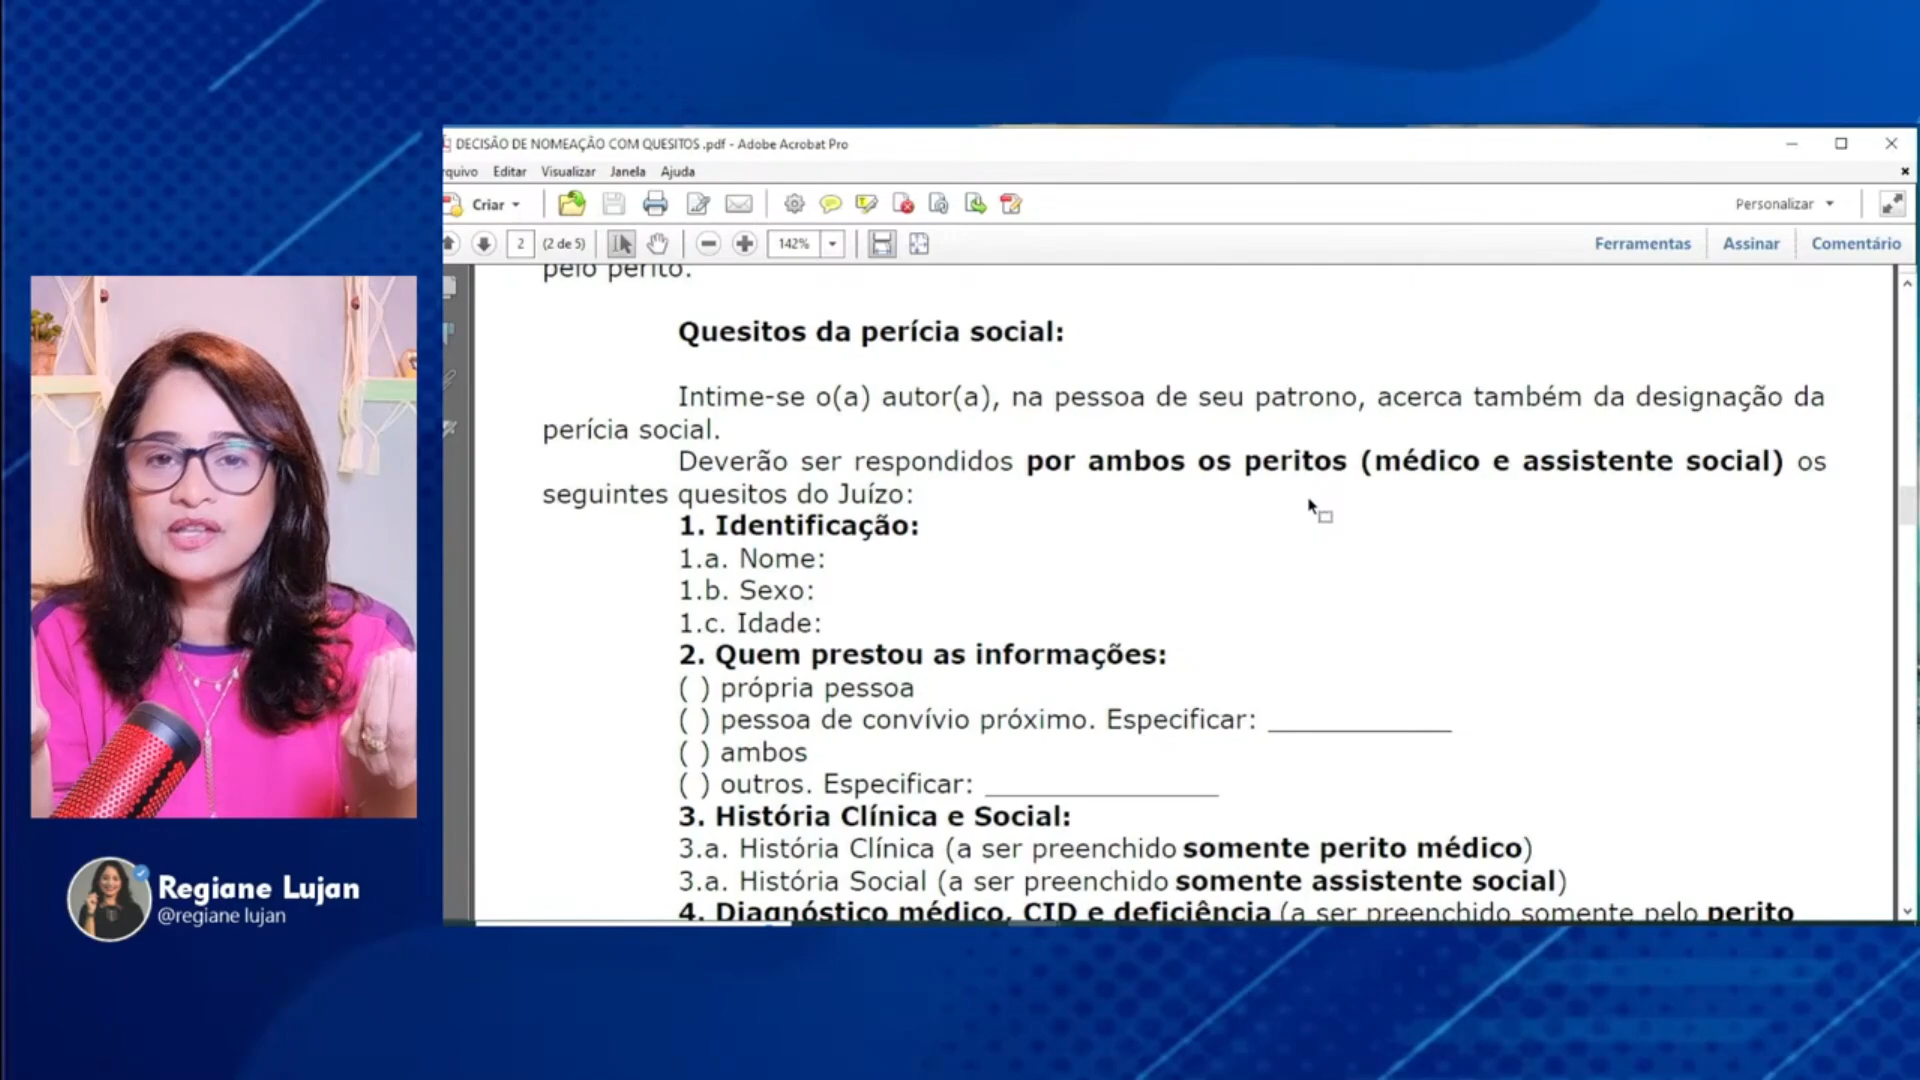 DECISÃO DE NOMEAÇÃO COM QUESITOS .pdf - Adobe Acrobat Pro
rquivo Editar Visualizar Janela Ajuda
Criar Personalizar
2 (2 de 5) 142% Ferramentas Assinar Comentário
pelo perito.
Quesitos da perícia social:
Intime-se o(a) autor(a), na pessoa de seu patrono, acerca também da designação da
perícia social.
Deverão ser respondidos por ambos os peritos (médico e assistente social) os
seguintes quesitos do Juízo:
1. Identificação:
1.a. Nome:
1.b. Sexo:
1.c. Idade:
2. Quem prestou as informações:
( ) própria pessoa
( ) pessoa de convívio próximo. Especificar: ____________
( ) ambos
( ) outros. Especificar: _______________
3. História Clínica e Social:
3.a. História Clínica (a ser preenchido somente perito médico)
3.a. História Social (a ser preenchido somente assistente social)
4. Diagnóstico médico, CID e deficiência (a ser preenchido somente pelo perito
Regiane Lujan
@regiane lujan